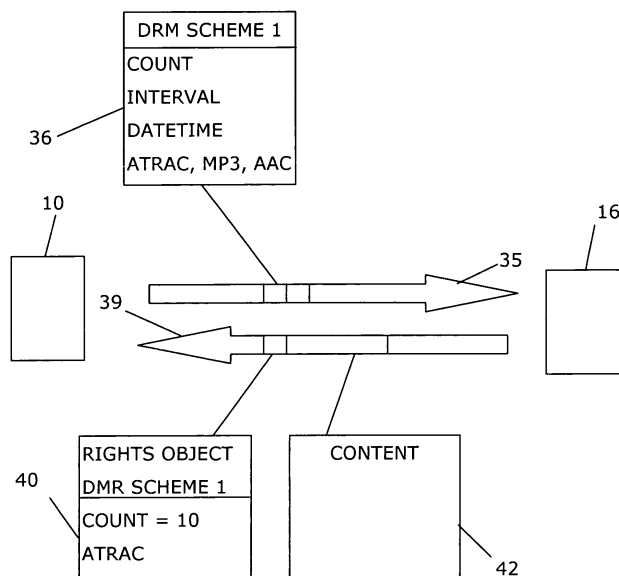 DRM SCHEME 1
COUNT
INTERVAL
DATETIME
ATRAC, MP3, AAC
36
10
16
35
39
RIGHTS OBJECT
DMR SCHEME 1
COUNT = 10
ATRAC
40
CONTENT
42